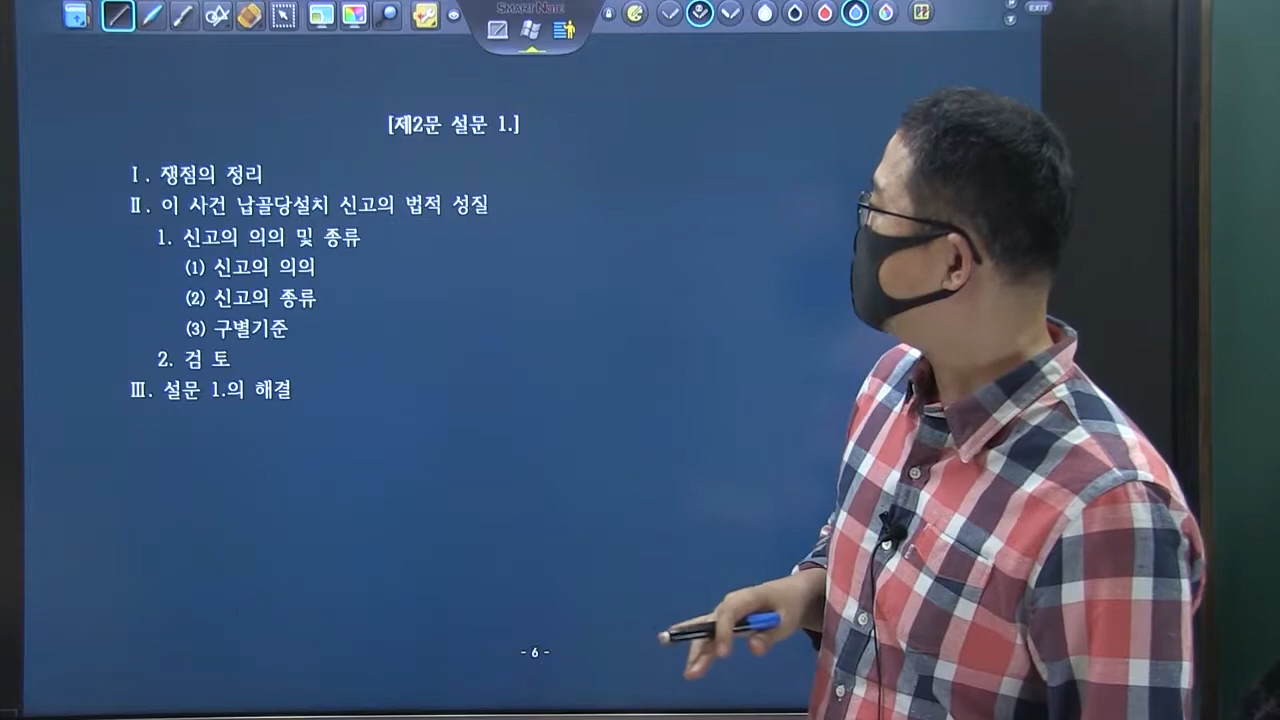 SMART NOTE
EXIT
[제2문 설문 1.]
Ⅰ. 쟁점의 정리
Ⅱ. 이 사건 납골당설치 신고의 법적 성질
1. 신고의 의의 및 종류
(1) 신고의 의의
(2) 신고의 종류
(3) 구별기준
2. 검 토
Ⅲ. 설문 1.의 해결
- 6 -